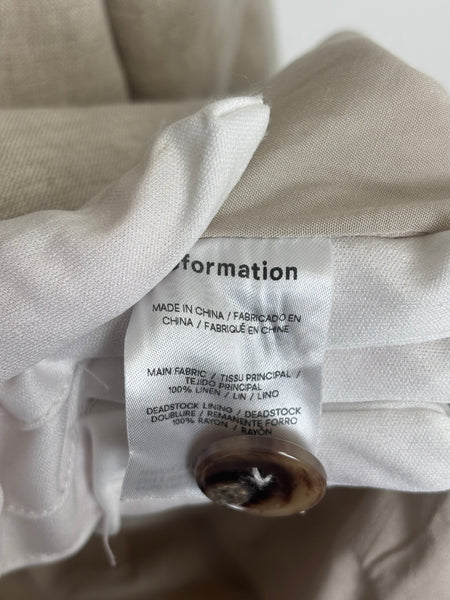 formation
MADE IN CHINA / FABRICADO EN
CHINA / FABRIQUÉ EN CHINE
MAIN FABRIC / TISSU PRINCIPAL /
TEJIDO PRINCIPAL
100% LINEN / LIN / LINO
DEADSTOCK LINING / DEADSTOCK
DOUBLURE / REMANENTE FORRO
100% RAYON / RAYÓN